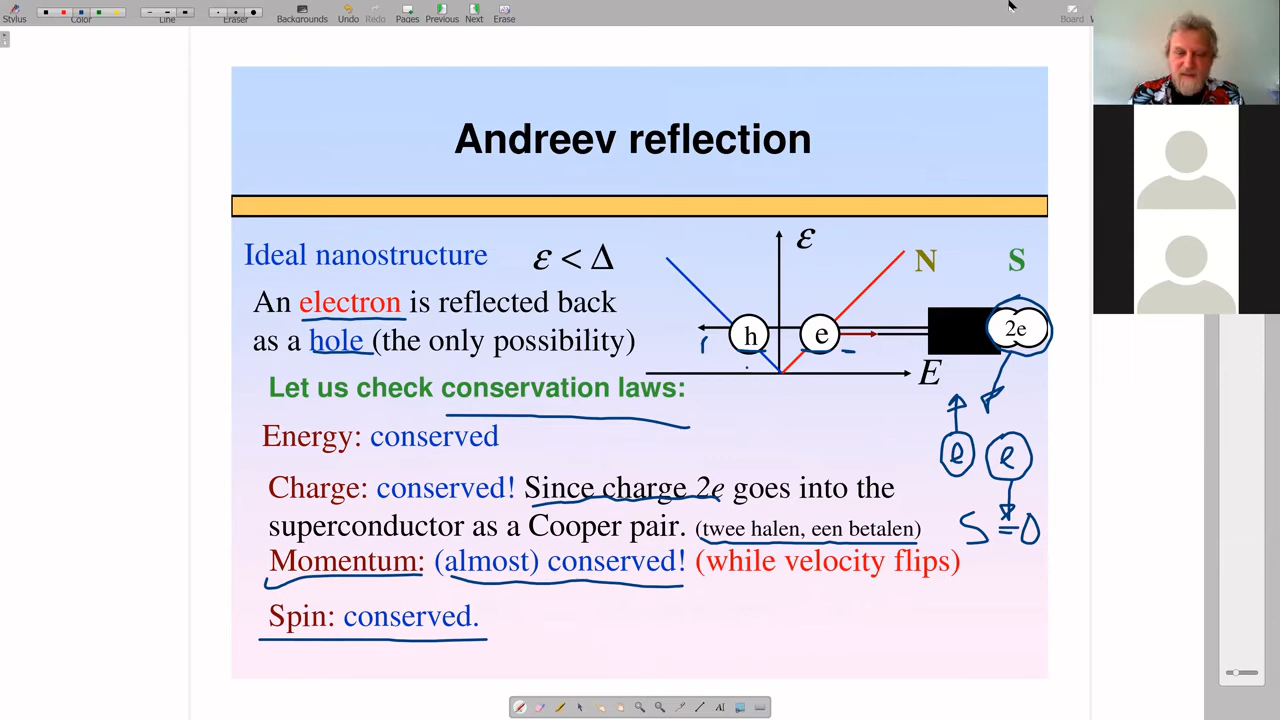 Stylus
Color
Line
Eraser
Backgrounds
Undo
Redo
Pages
Previous
Next
Erase
Board
Andreev reflection
Ideal nanostructure ε < Δ
ε
N
S
An electron is reflected back
as a hole (the only possibility)
h
e
2e
E
Let us check conservation laws:
Energy: conserved
e e
Charge: conserved! Since charge 2e goes into the
superconductor as a Cooper pair. (twee halen, een betalen)
S = 0
Momentum: (almost) conserved! (while velocity flips)
Spin: conserved.